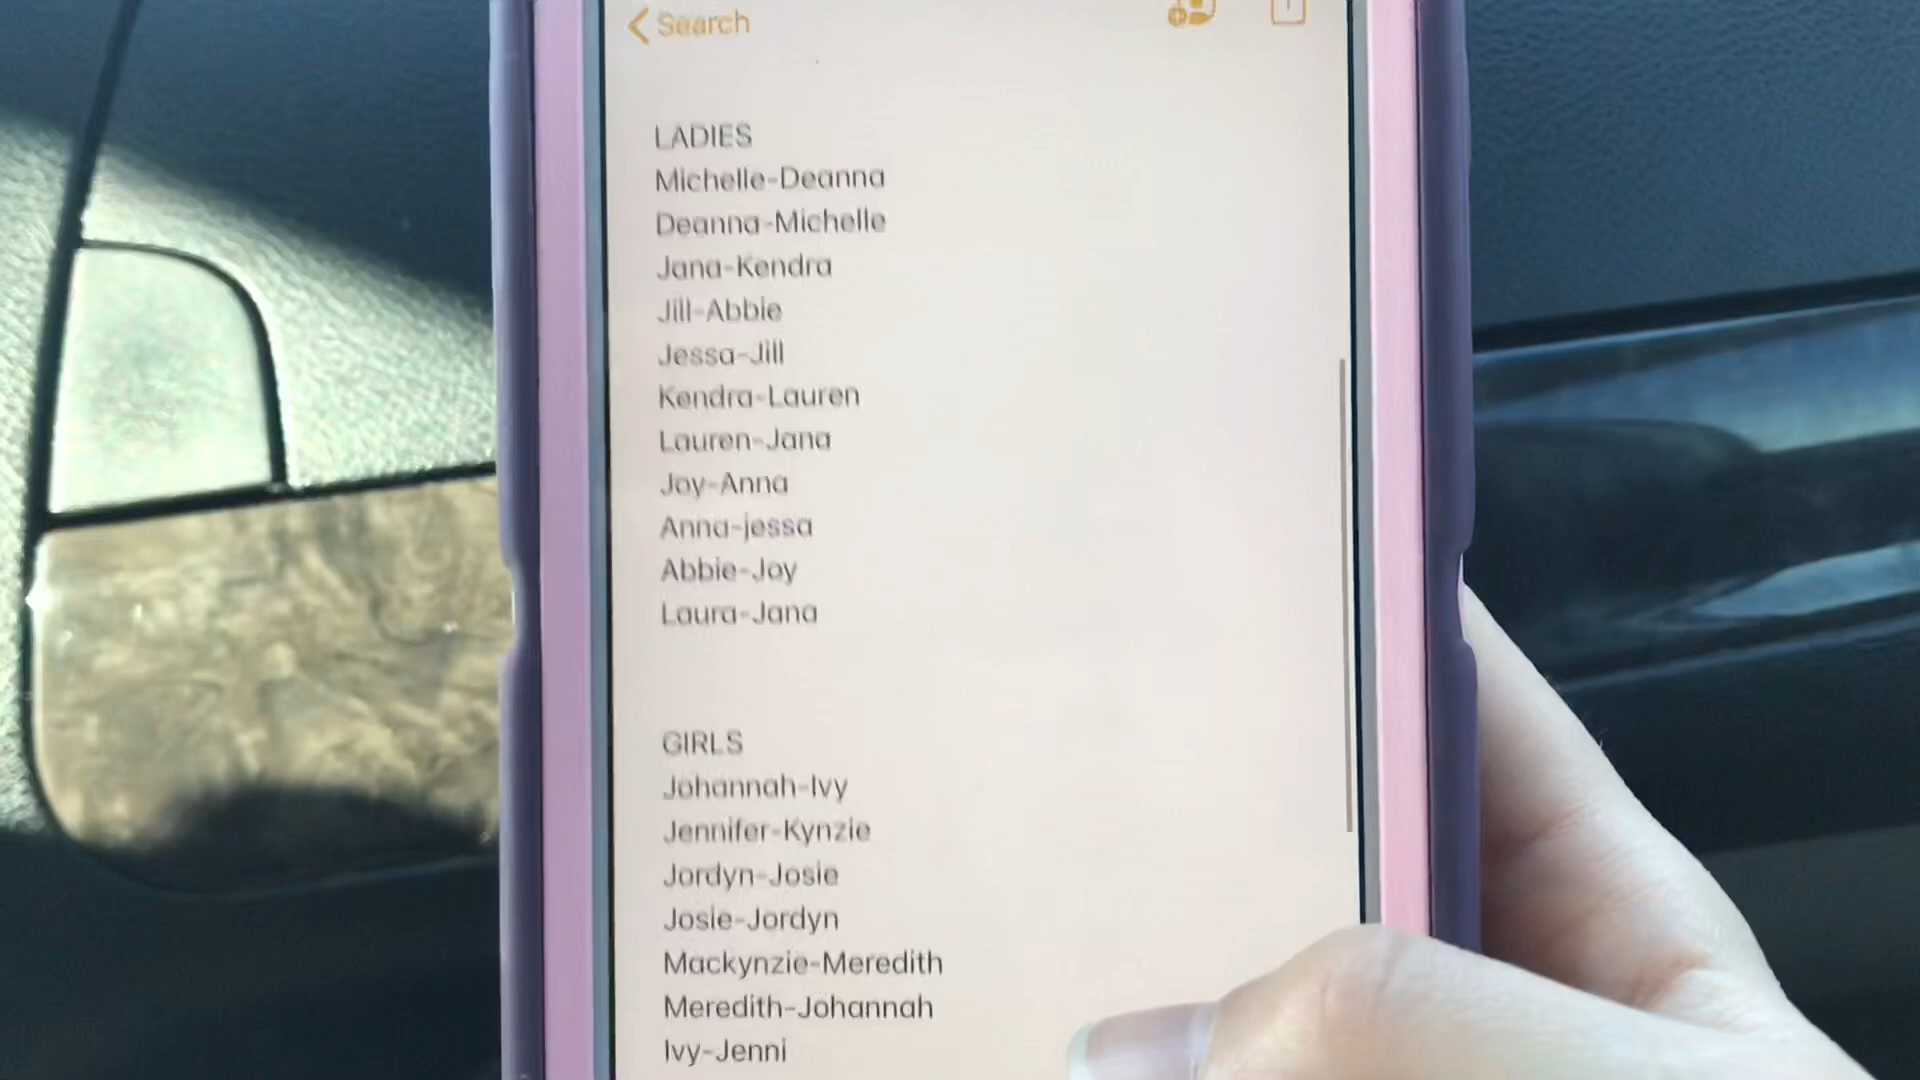 Search
LADIES
Michelle-Deanna
Deanna-Michelle
Jana-Kendra
Jill-Abbie
Jessa-Jill
Kendra-Lauren
Lauren-Jana
Joy-Anna
Anna-jessa
Abbie-Joy
Laura-Jana
GIRLS
Johannah-Ivy
Jennifer-Kynzie
Jordyn-Josie
Josie-Jordyn
Mackynzie-Meredith
Meredith-Johannah
Ivy-Jenni